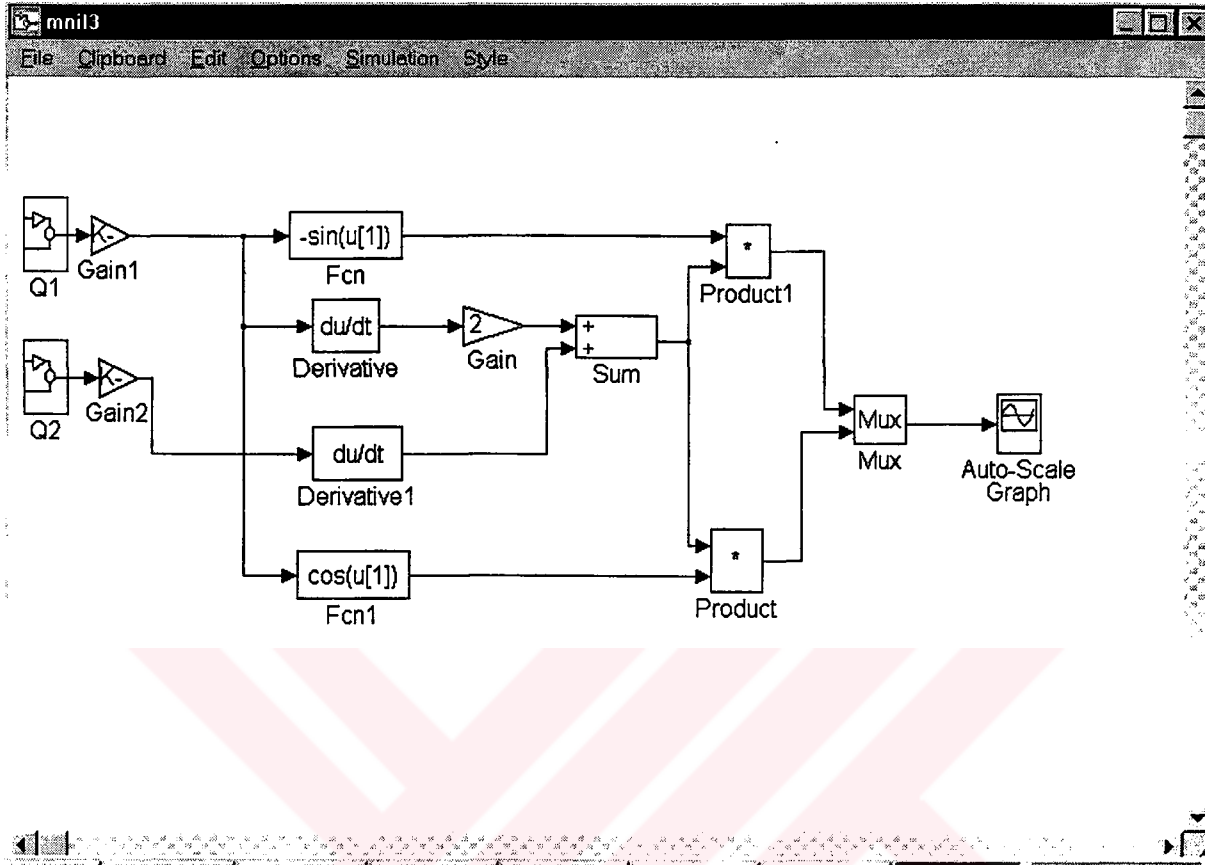 mnil3
File Clipboard Edit Options Simulation Style
Q1
Gain1
-sin(u[1])
Fcn
*
Product1
du/dt
Derivative
2
Gain
+
+
Sum
Q2
Gain2
du/dt
Derivative1
Mux
Mux
Auto-Scale
Graph
cos(u[1])
Fcn1
*
Product